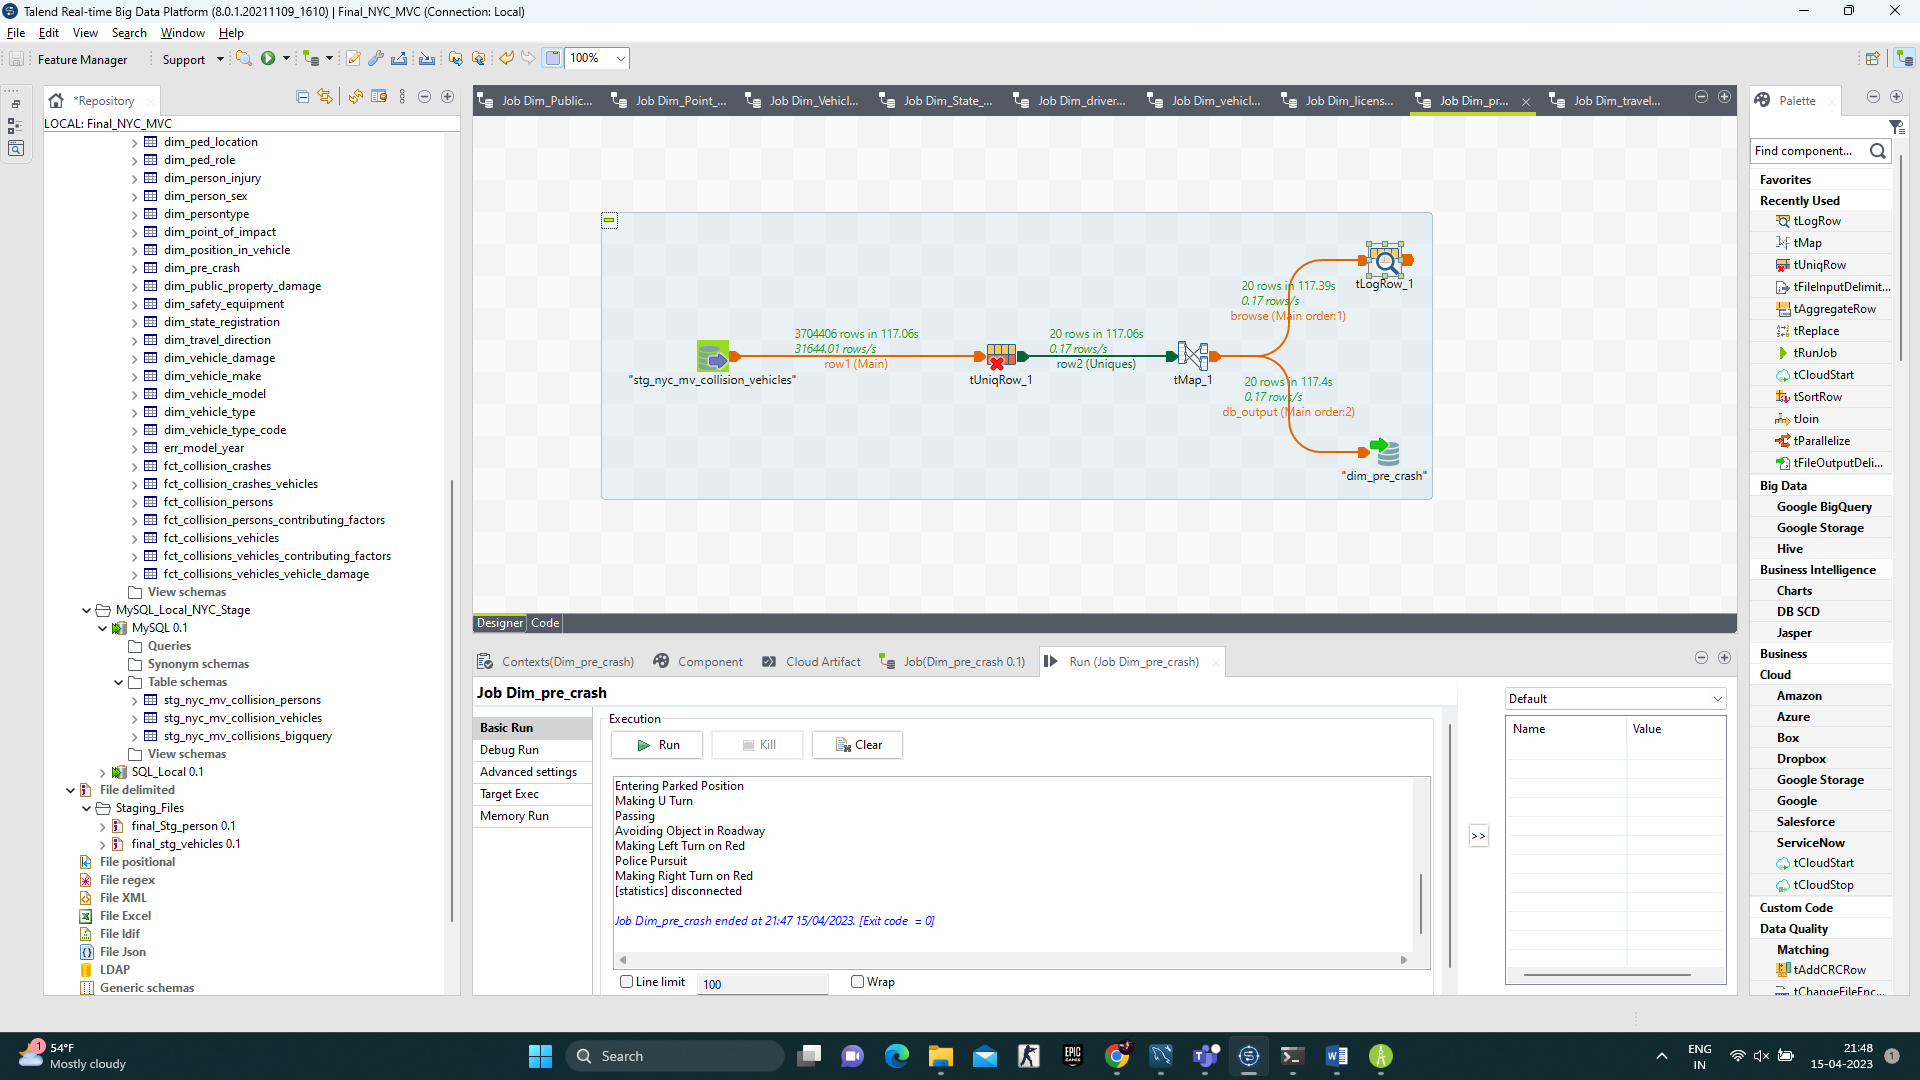 Talend Real-time Big Data Platform (8.0.1.20211109_1610) | Final_NYC_MVC (Connection: Local)
File Edit View Search Window Help
Feature Manager Support 100%
*Repository
LOCAL: Final_NYC_MVC
dim_ped_location
dim_ped_role
dim_person_injury
dim_person_sex
dim_persontype
dim_point_of_impact
dim_position_in_vehicle
dim_pre_crash
dim_public_property_damage
dim_safety_equipment
dim_state_registration
dim_travel_direction
dim_vehicle_damage
dim_vehicle_make
dim_vehicle_model
dim_vehicle_type
dim_vehicle_type_code
err_model_year
fct_collision_crashes
fct_collision_crashes_vehicles
fct_collision_persons
fct_collision_persons_contributing_factors
fct_collisions_vehicles
fct_collisions_vehicles_contributing_factors
fct_collisions_vehicles_vehicle_damage
View schemas
MySQL_Local_NYC_Stage
MySQL 0.1
Queries
Synonym schemas
Table schemas
stg_nyc_mv_collision_persons
stg_nyc_mv_collision_vehicles
stg_nyc_mv_collisions_bigquery
View schemas
SQL_Local 0.1
File delimited
Staging_Files
final_Stg_person 0.1
final_stg_vehicles 0.1
File positional
File regex
File XML
File Excel
File ldif
File Json
LDAP
Generic schemas
Job Dim_Public... Job Dim_Point_... Job Dim_Vehicl... Job Dim_State_... Job Dim_driver... Job Dim_vehicl... Job Dim_licens... Job Dim_pr... Job Dim_travel...
20 rows in 117.39s
0.17 rows/s
browse (Main order:1)
tLogRow_1
3704406 rows in 117.06s
31644.01 rows/s
row1 (Main)
"stg_nyc_mv_collision_vehicles"
tUniqRow_1
20 rows in 117.06s
0.17 rows/s
row2 (Uniques)
tMap_1
20 rows in 117.4s
0.17 rows/s
db_output (Main order:2)
"dim_pre_crash"
Designer Code
Contexts(Dim_pre_crash) Component Cloud Artifact Job(Dim_pre_crash 0.1) Run (Job Dim_pre_crash)
Job Dim_pre_crash
Basic Run
Debug Run
Advanced settings
Target Exec
Memory Run
Execution
Run Kill Clear
Entering Parked Position
Making U Turn
Passing
Avoiding Object in Roadway
Making Left Turn on Red
Police Pursuit
Making Right Turn on Red
[statistics] disconnected
Job Dim_pre_crash ended at 21:47 15/04/2023. [Exit code = 0]
Line limit 100 Wrap
>>
Default
Name Value
Palette
Find component...
Favorites
Recently Used
tLogRow
tMap
tUniqRow
tFileInputDelimit...
tAggregateRow
tReplace
tRunJob
tCloudStart
tSortRow
tJoin
tParallelize
tFileOutputDeli...
Big Data
Google BigQuery
Google Storage
Hive
Business Intelligence
Charts
DB SCD
Jasper
Business
Cloud
Amazon
Azure
Box
Dropbox
Google Storage
Google
Salesforce
ServiceNow
tCloudStart
tCloudStop
Custom Code
Data Quality
Matching
tAddCRCRow
tChangeFileEnc...
1
54°F
Mostly cloudy
Search
EPIC
GAMES
ENG
IN
21:48
15-04-2023
1